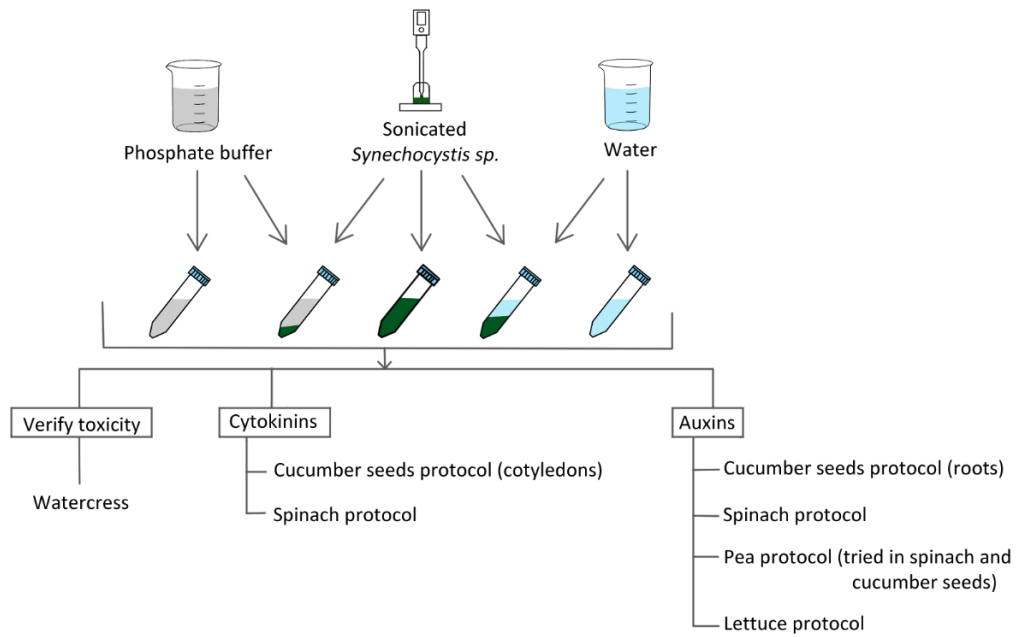 Phosphate buffer
Sonicated
Synechocystis sp.
Water
Verify toxicity
Cytokinins
Auxins
Watercress
Cucumber seeds protocol (cotyledons)
Spinach protocol
Cucumber seeds protocol (roots)
Spinach protocol
Pea protocol (tried in spinach and
cucumber seeds)
Lettuce protocol